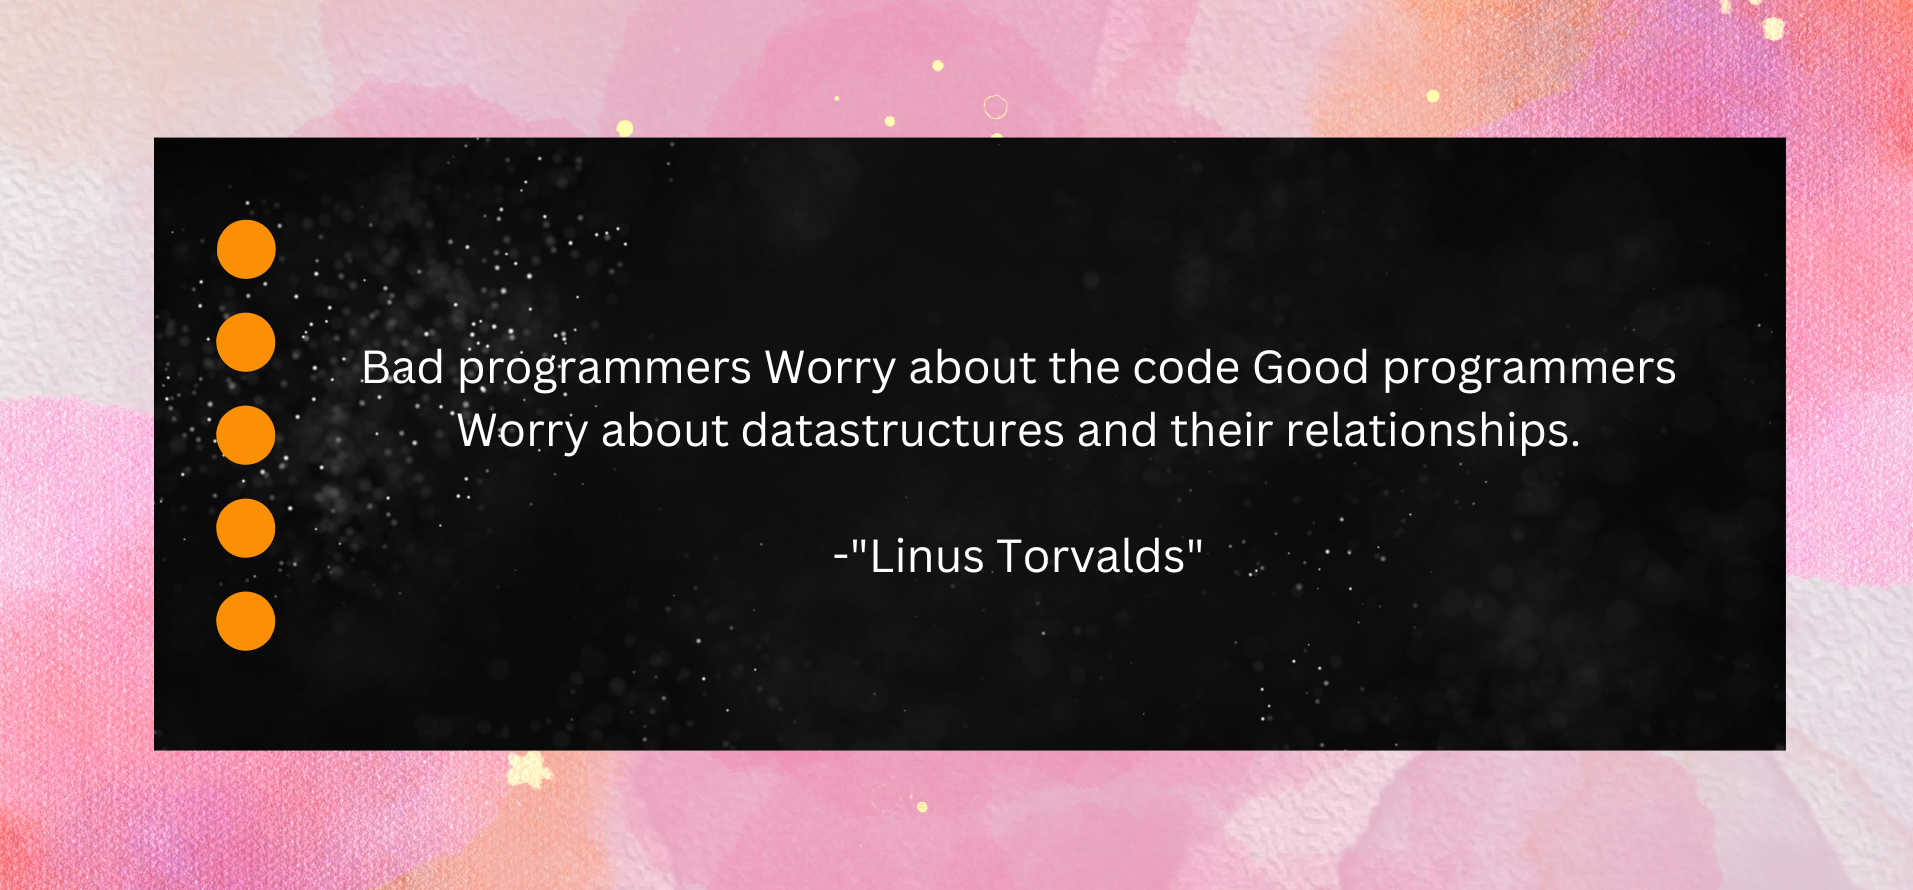 Bad programmers Worry about the code Good programmers
Worry about datastructures and their relationships.
-"Linus Torvalds"